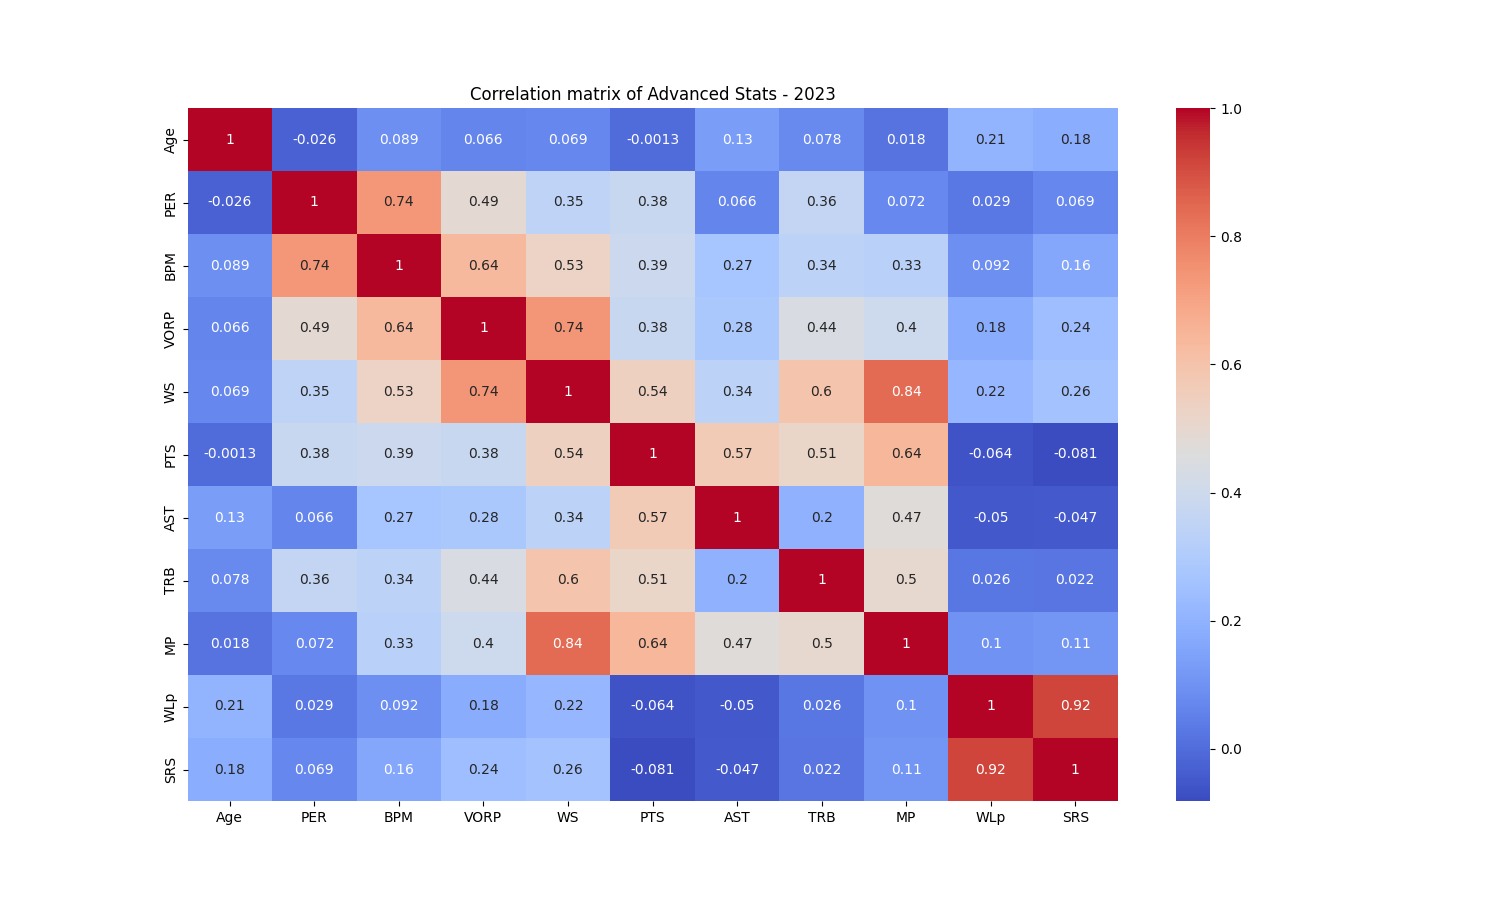 Correlation matrix of Advanced Stats - 2023
Age 1 -0.026 0.089 0.066 0.069 -0.0013 0.13 0.078 0.018 0.21 0.18
PER -0.026 1 0.74 0.49 0.35 0.38 0.066 0.36 0.072 0.029 0.069
BPM 0.089 0.74 1 0.64 0.53 0.39 0.27 0.34 0.33 0.092 0.16
VORP 0.066 0.49 0.64 1 0.74 0.38 0.28 0.44 0.4 0.18 0.24
WS 0.069 0.35 0.53 0.74 1 0.54 0.34 0.6 0.84 0.22 0.26
PTS -0.0013 0.38 0.39 0.38 0.54 1 0.57 0.51 0.64 -0.064 -0.081
AST 0.13 0.066 0.27 0.28 0.34 0.57 1 0.2 0.47 -0.05 -0.047
TRB 0.078 0.36 0.34 0.44 0.6 0.51 0.2 1 0.5 0.026 0.022
MP 0.018 0.072 0.33 0.4 0.84 0.64 0.47 0.5 1 0.1 0.11
WLp 0.21 0.029 0.092 0.18 0.22 -0.064 -0.05 0.026 0.1 1 0.92
SRS 0.18 0.069 0.16 0.24 0.26 -0.081 -0.047 0.022 0.11 0.92 1
Age PER BPM VORP WS PTS AST TRB MP WLp SRS
1.0
0.8
0.6
0.4
0.2
0.0